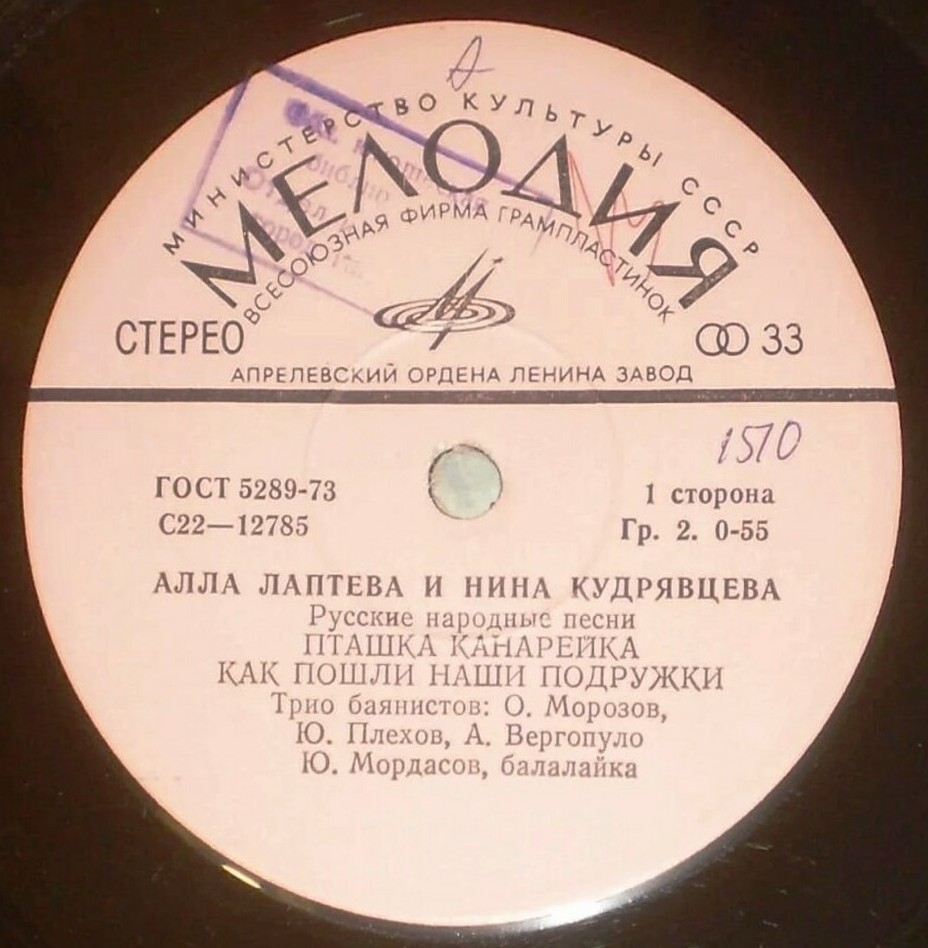 А
МИНИСТЕРСТВО КУЛЬТУРЫ СССР
МЕЛОДИЯ
ВСЕСОЮЗНАЯ ФИРМА ГРАМПЛАСТИНОК
СТЕРЕО
33
АПРЕЛЕВСКИЙ ОРДЕНА ЛЕНИНА ЗАВОД
1510
ГОСТ 5289-73
1 сторона
С22—12785
Гр. 2. 0-55
АЛЛА ЛАПТЕВА И НИНА КУДРЯВЦЕВА
Русские народные песни
ПТАШКА КАНАРЕЙКА
КАК ПОШЛИ НАШИ ПОДРУЖКИ
Трио баянистов: О. Морозов,
Ю. Плехов, А. Вергопуло
Ю. Мордасов, балалайка